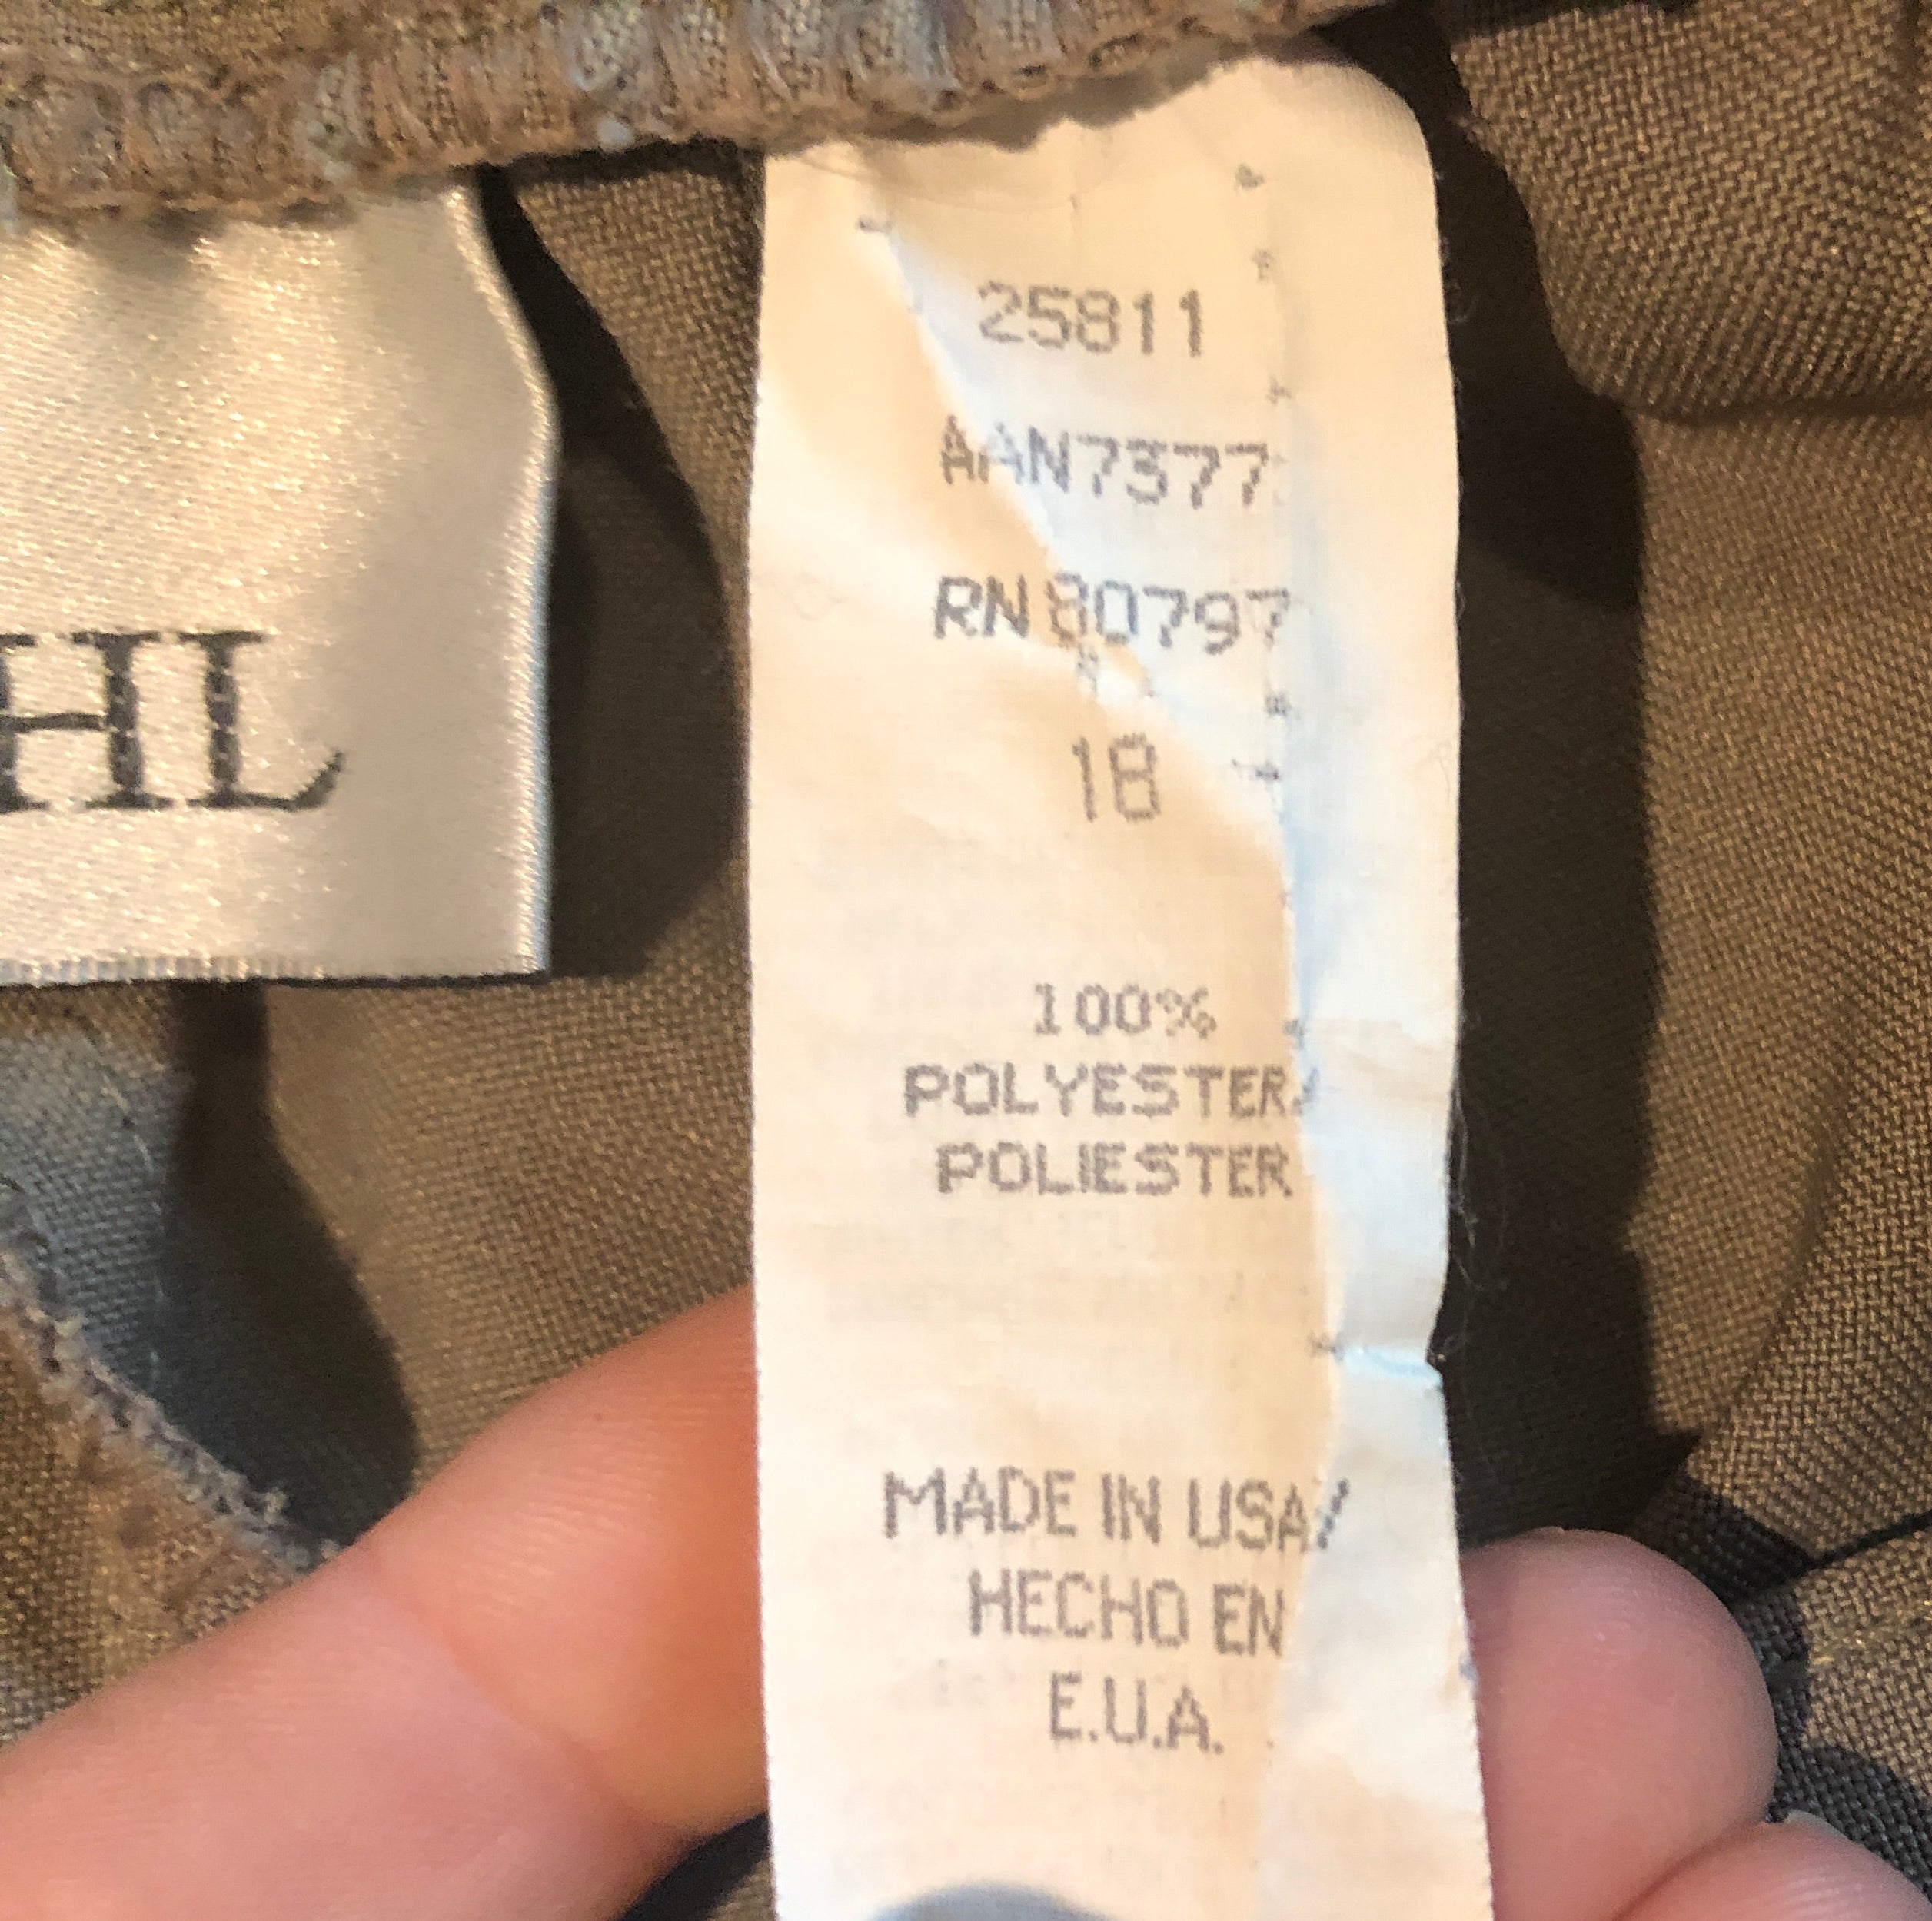 HL
25811
AAN7377
RN 80797
18
100%
POLYESTER/
POLIESTER
MADE IN USA/
HECHO EN
E.U.A.